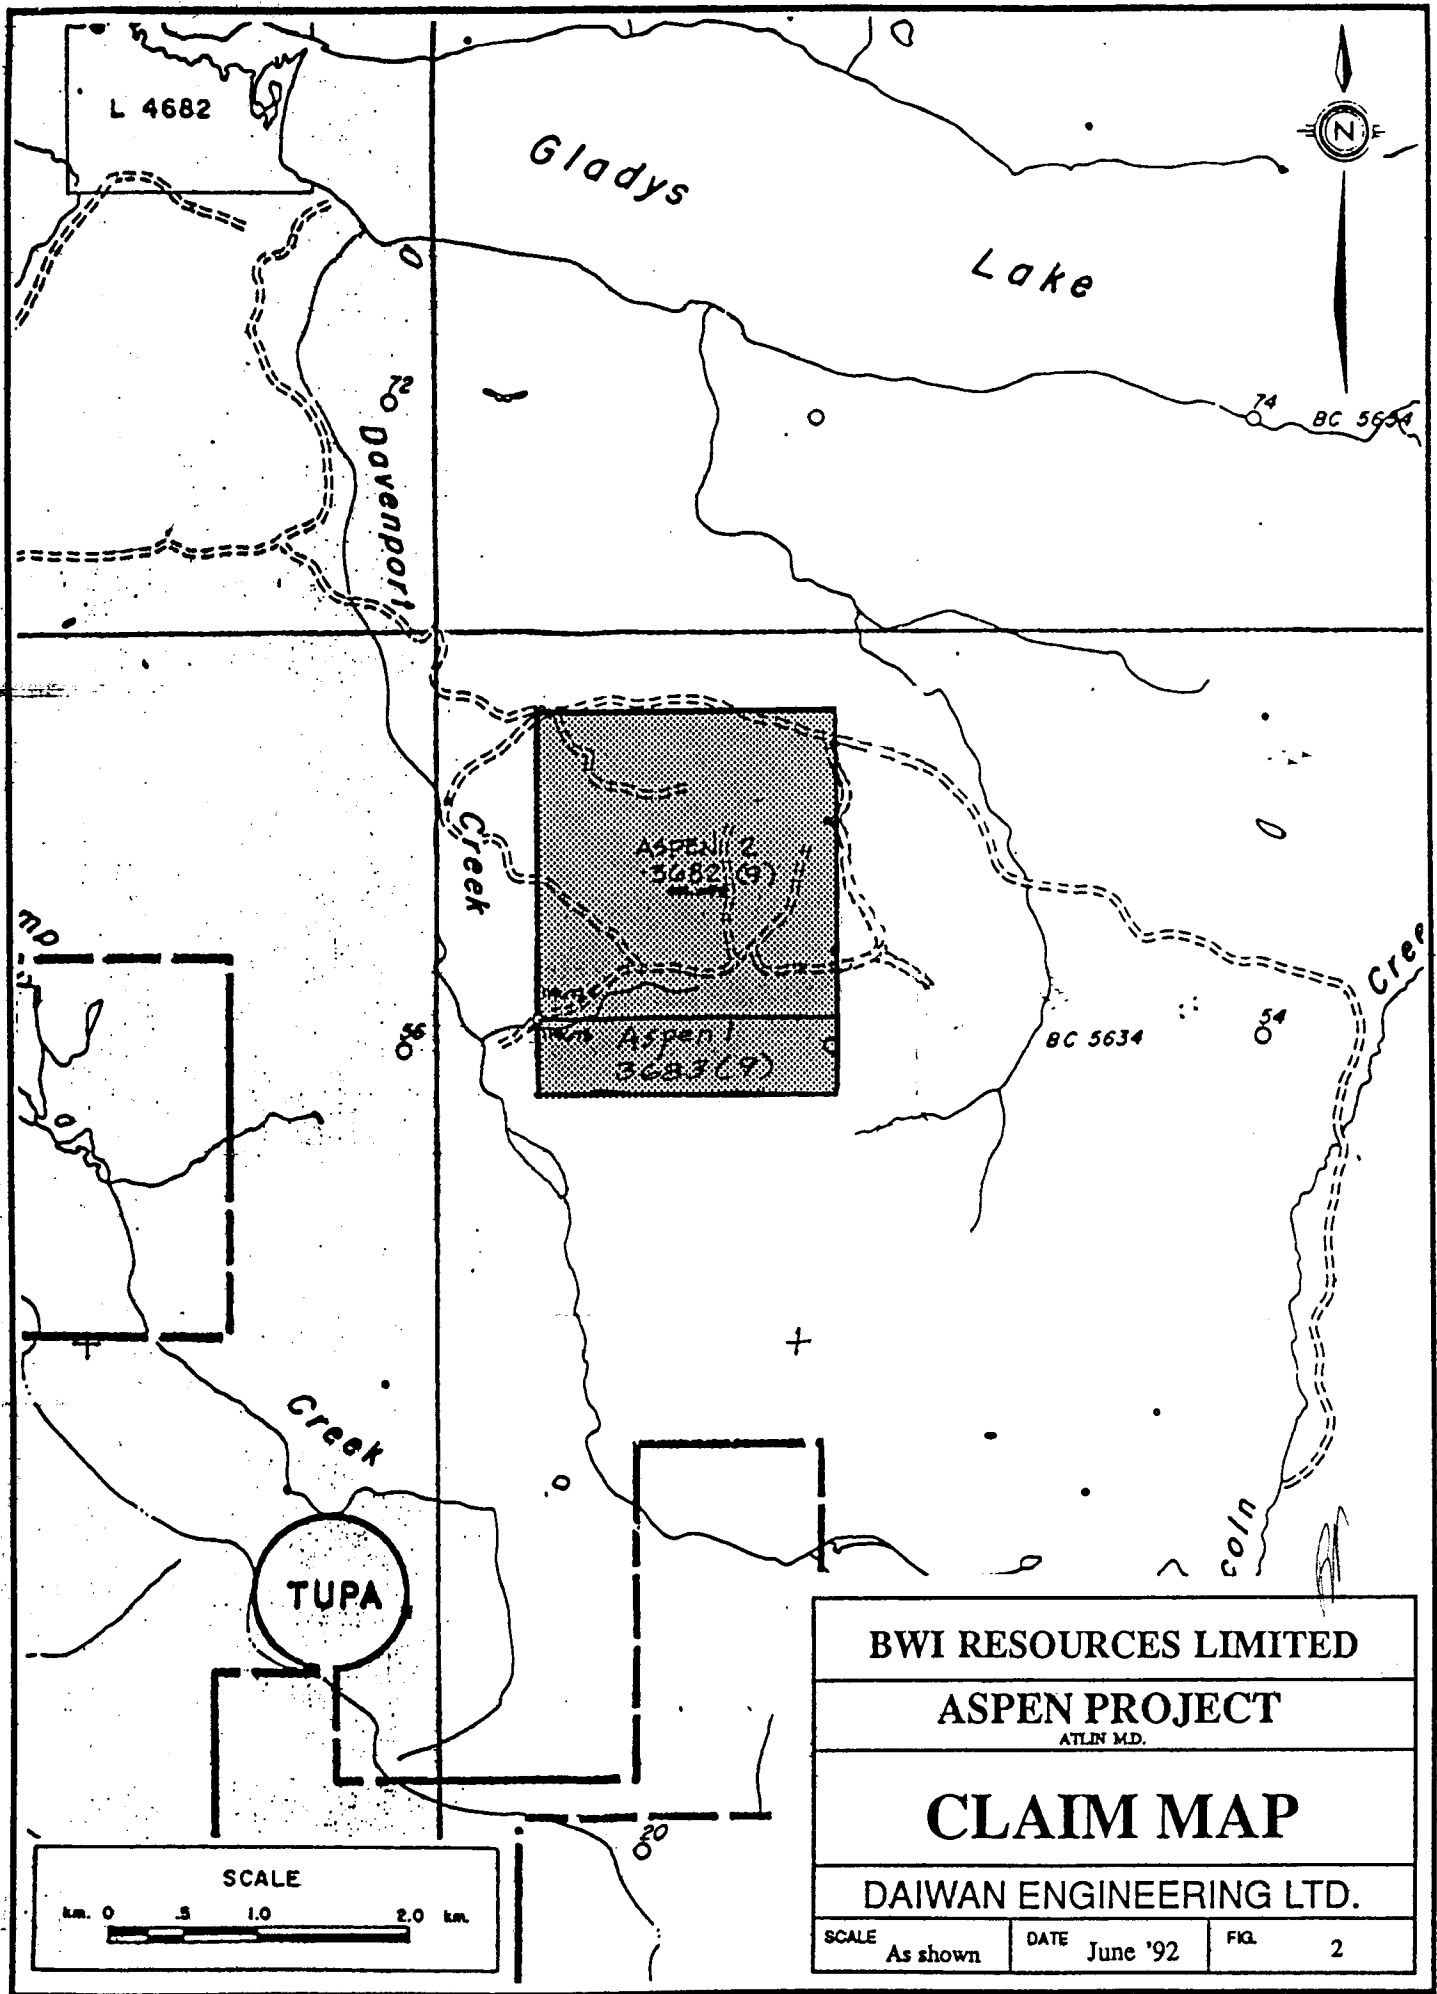 L 4682
N
Gladys
Lake
72
74
BC 5654
Davenport
ASPEN 2
3682 (9)
Creek
mp
Cree
56
Aspen 1
3683 (9)
54
BC 5634
Creek
TUPA
coln
20
BWI RESOURCES LIMITED
ASPEN PROJECT
ATLIN M.D.
CLAIM MAP
DAIWAN ENGINEERING LTD.
SCALE As shown
DATE June '92
FIG. 2
SCALE
km. 0 .5 1.0 2.0 km.